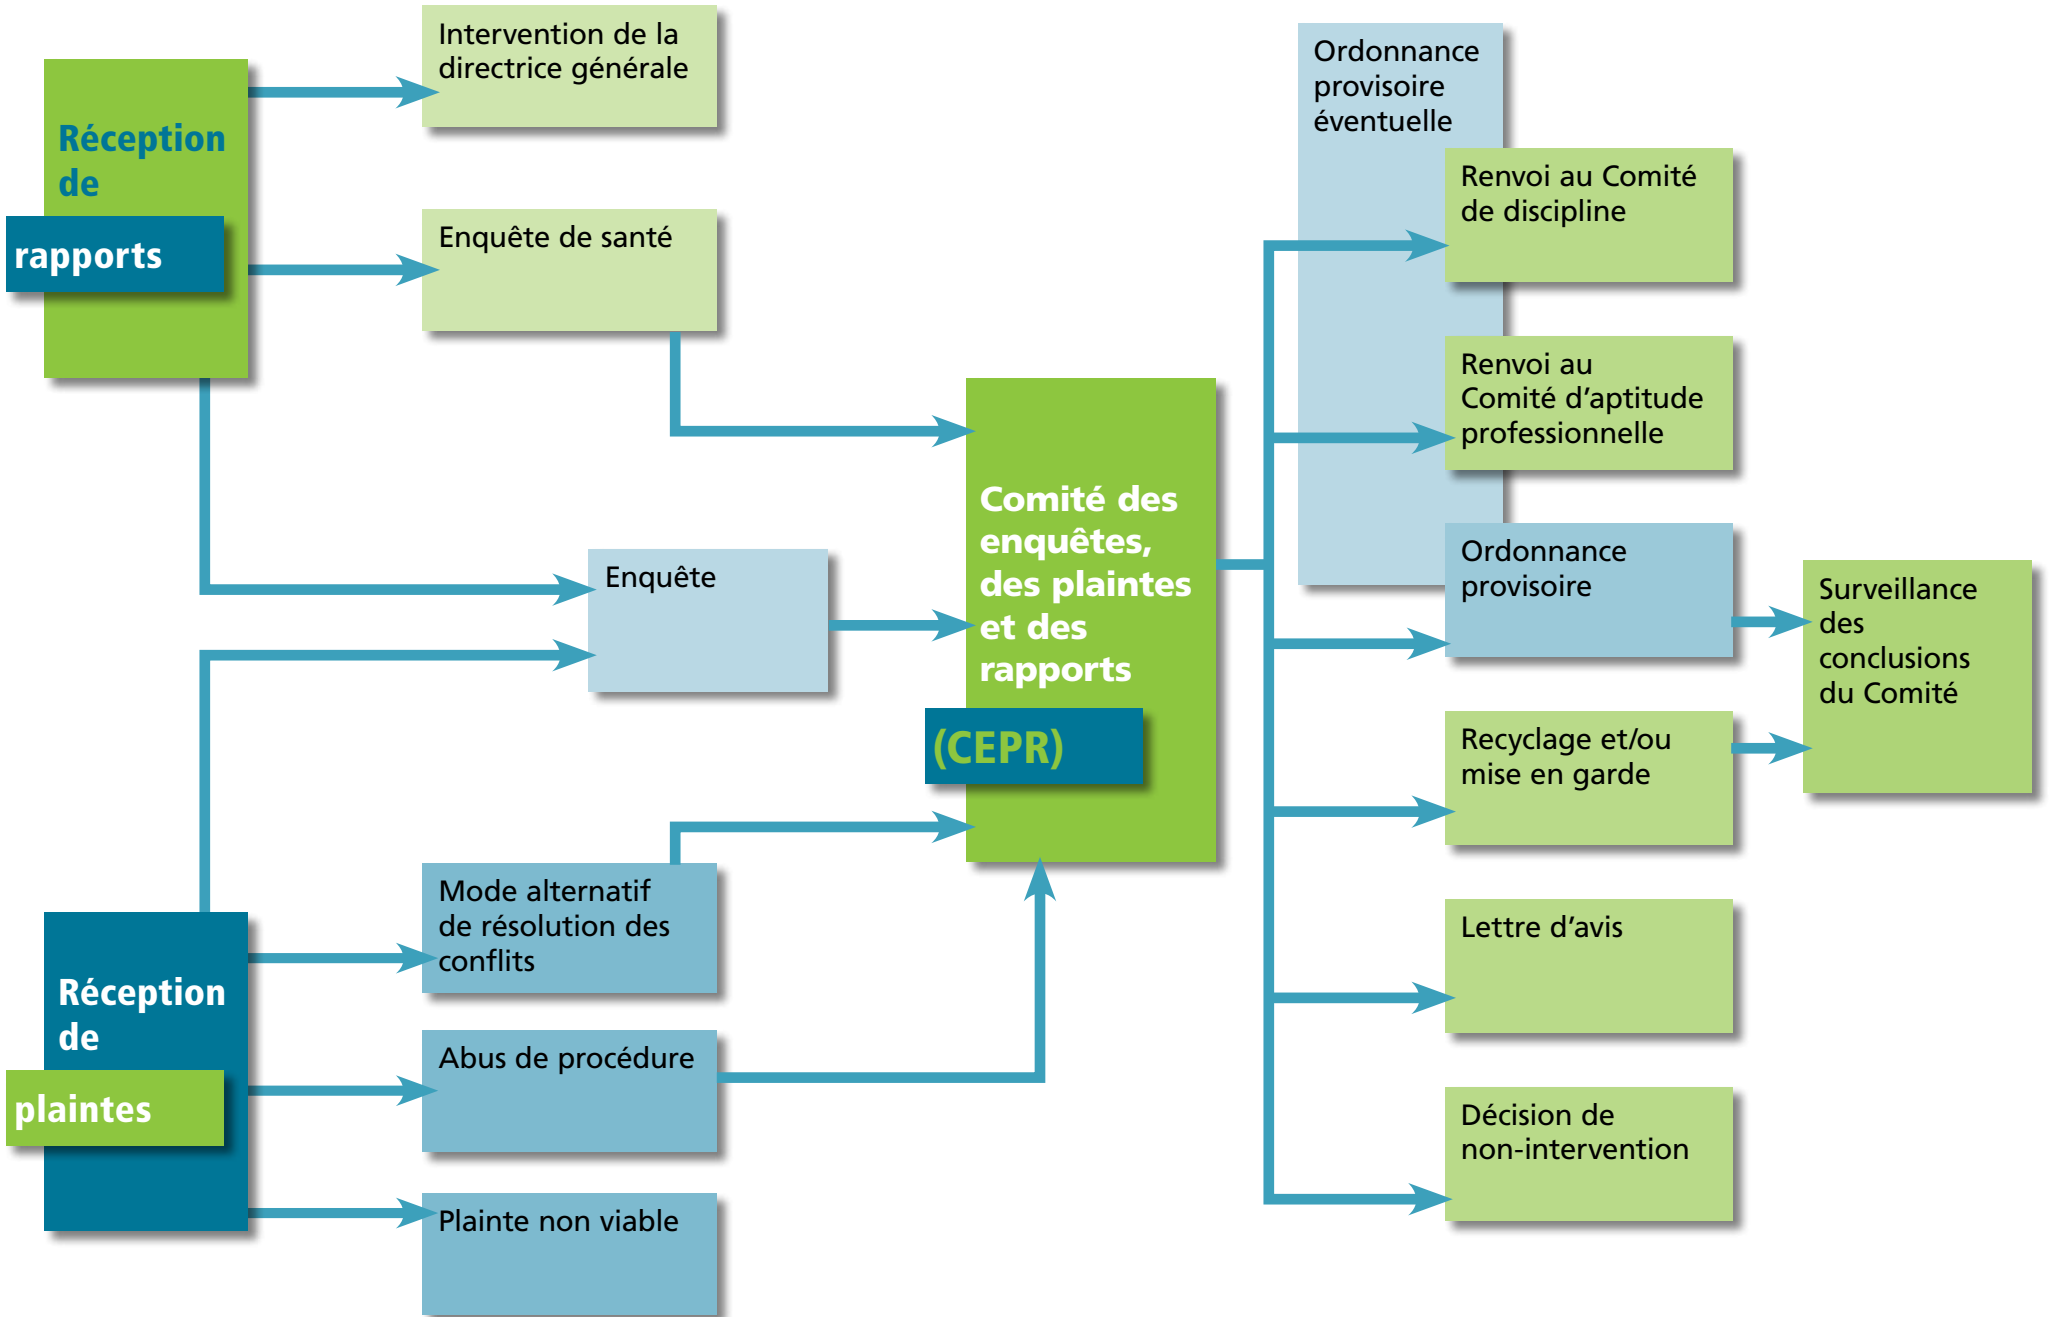 Réception
de
rapports
Intervention de la
directrice générale
Enquête de santé
Enquête
Réception
de
plaintes
Mode alternatif
de résolution des
conflits
Abus de procédure
Plainte non viable
Comité des
enquêtes,
des plaintes
et des
rapports
(CEPR)
Ordonnance
provisoire
éventuelle
Renvoi au Comité
de discipline
Renvoi au
Comité d’aptitude
professionnelle
Ordonnance
provisoire
Recyclage et/ou
mise en garde
Lettre d’avis
Décision de
non-intervention
Surveillance
des
conclusions
du Comité